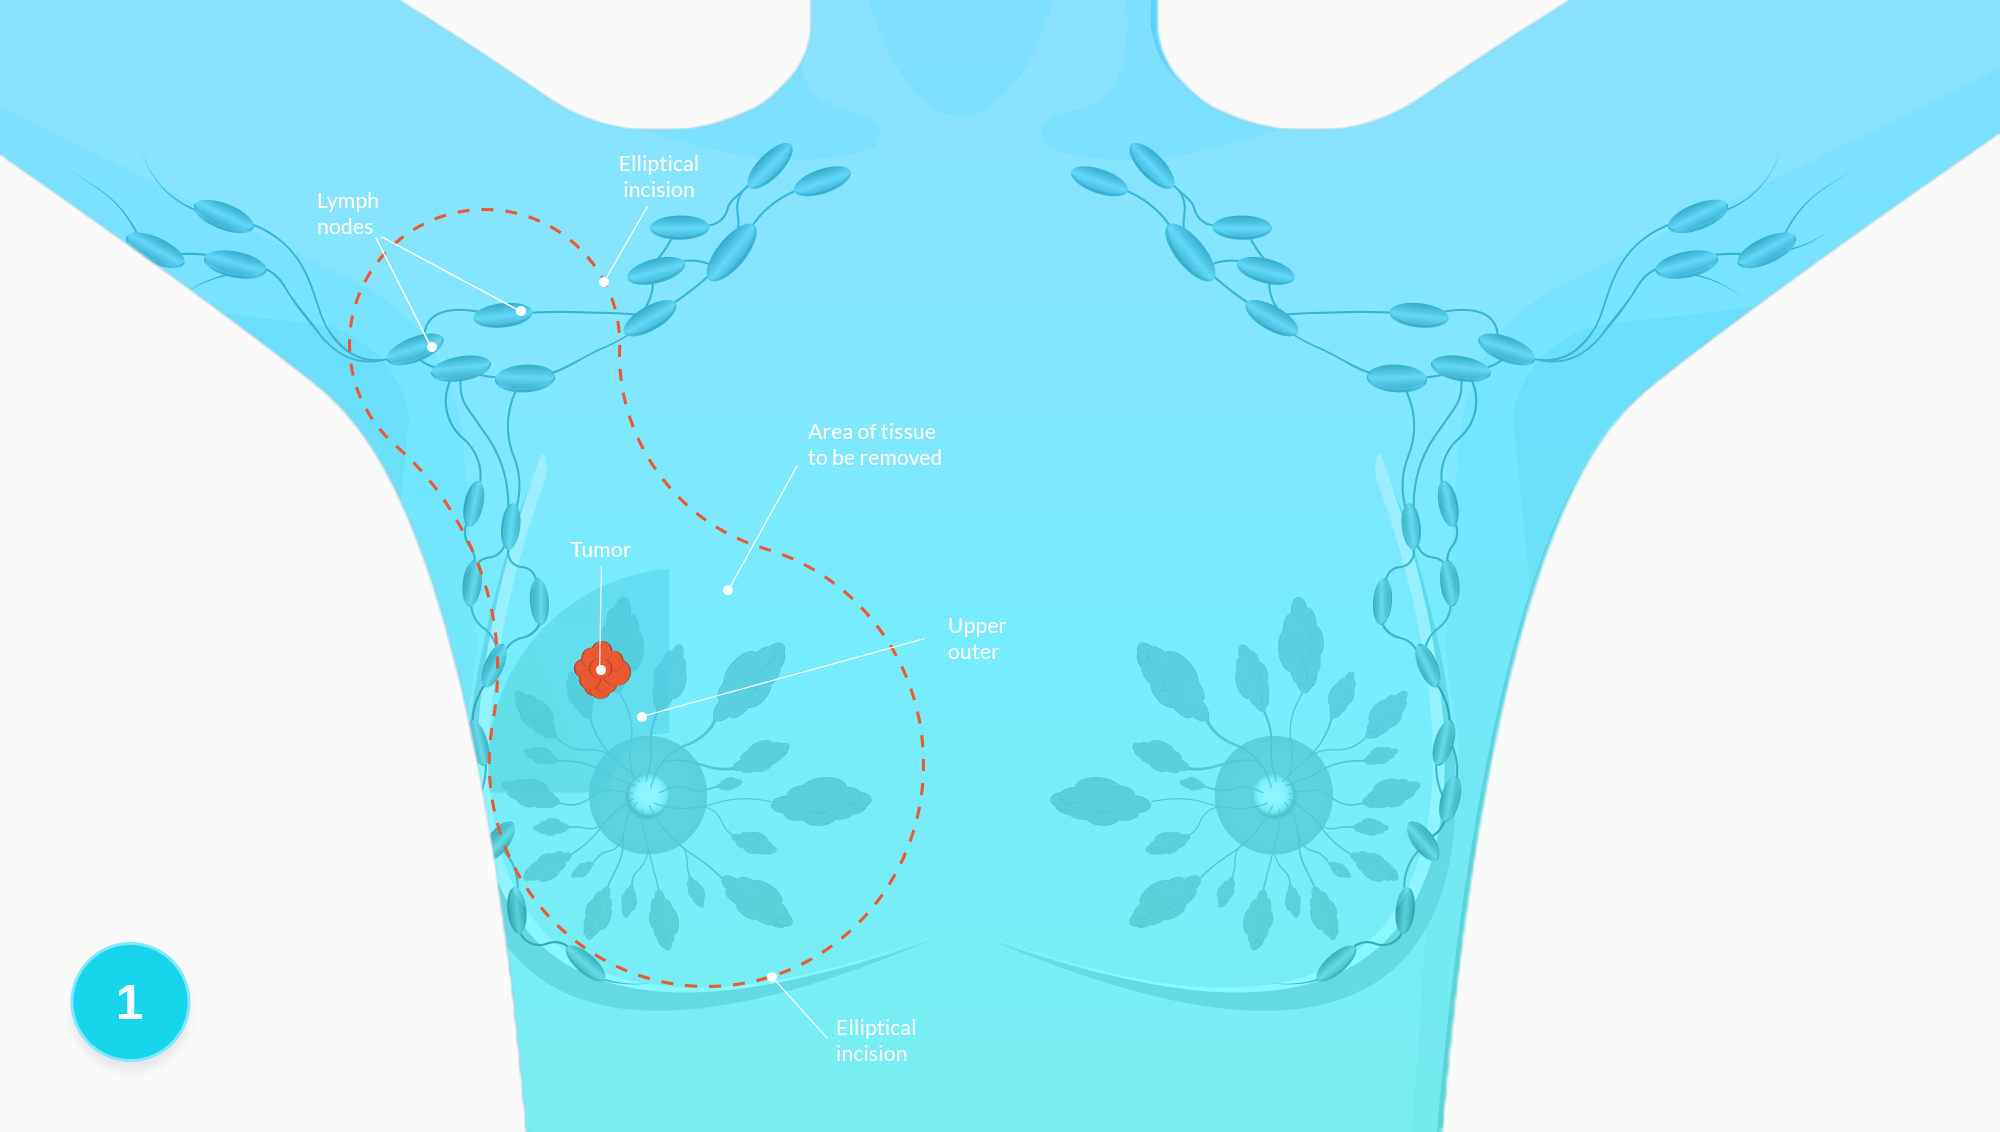 Elliptical
incision
Lymph
nodes
Area of tissue
to be removed
Tumor
Upper
outer
1
Elliptical
incision